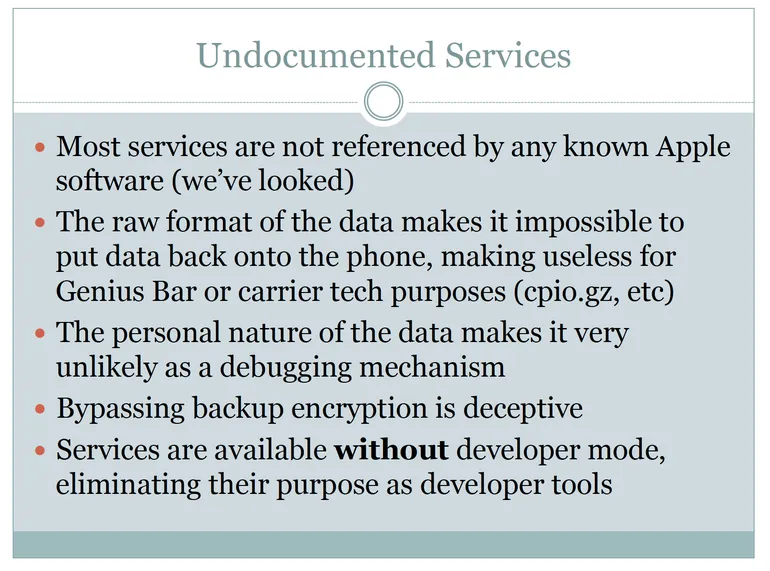 Undocumented Services
• Most services are not referenced by any known Apple
software (we’ve looked)
• The raw format of the data makes it impossible to
put data back onto the phone, making useless for
Genius Bar or carrier tech purposes (cpio.gz, etc)
• The personal nature of the data makes it very
unlikely as a debugging mechanism
• Bypassing backup encryption is deceptive
• Services are available without developer mode,
eliminating their purpose as developer tools